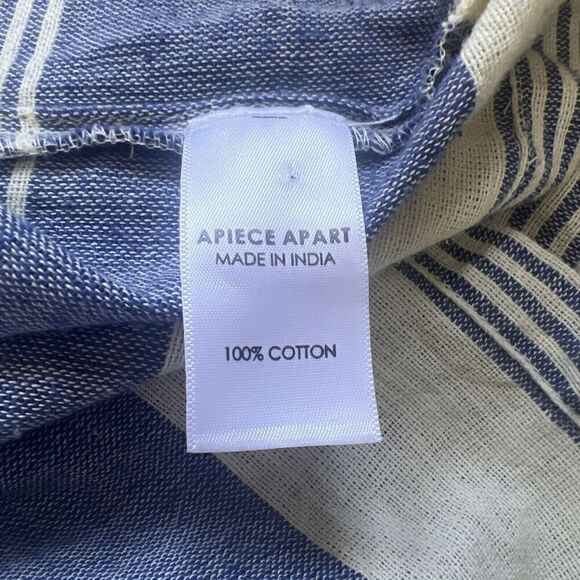 APIECE APART
MADE IN INDIA
100% COTTON